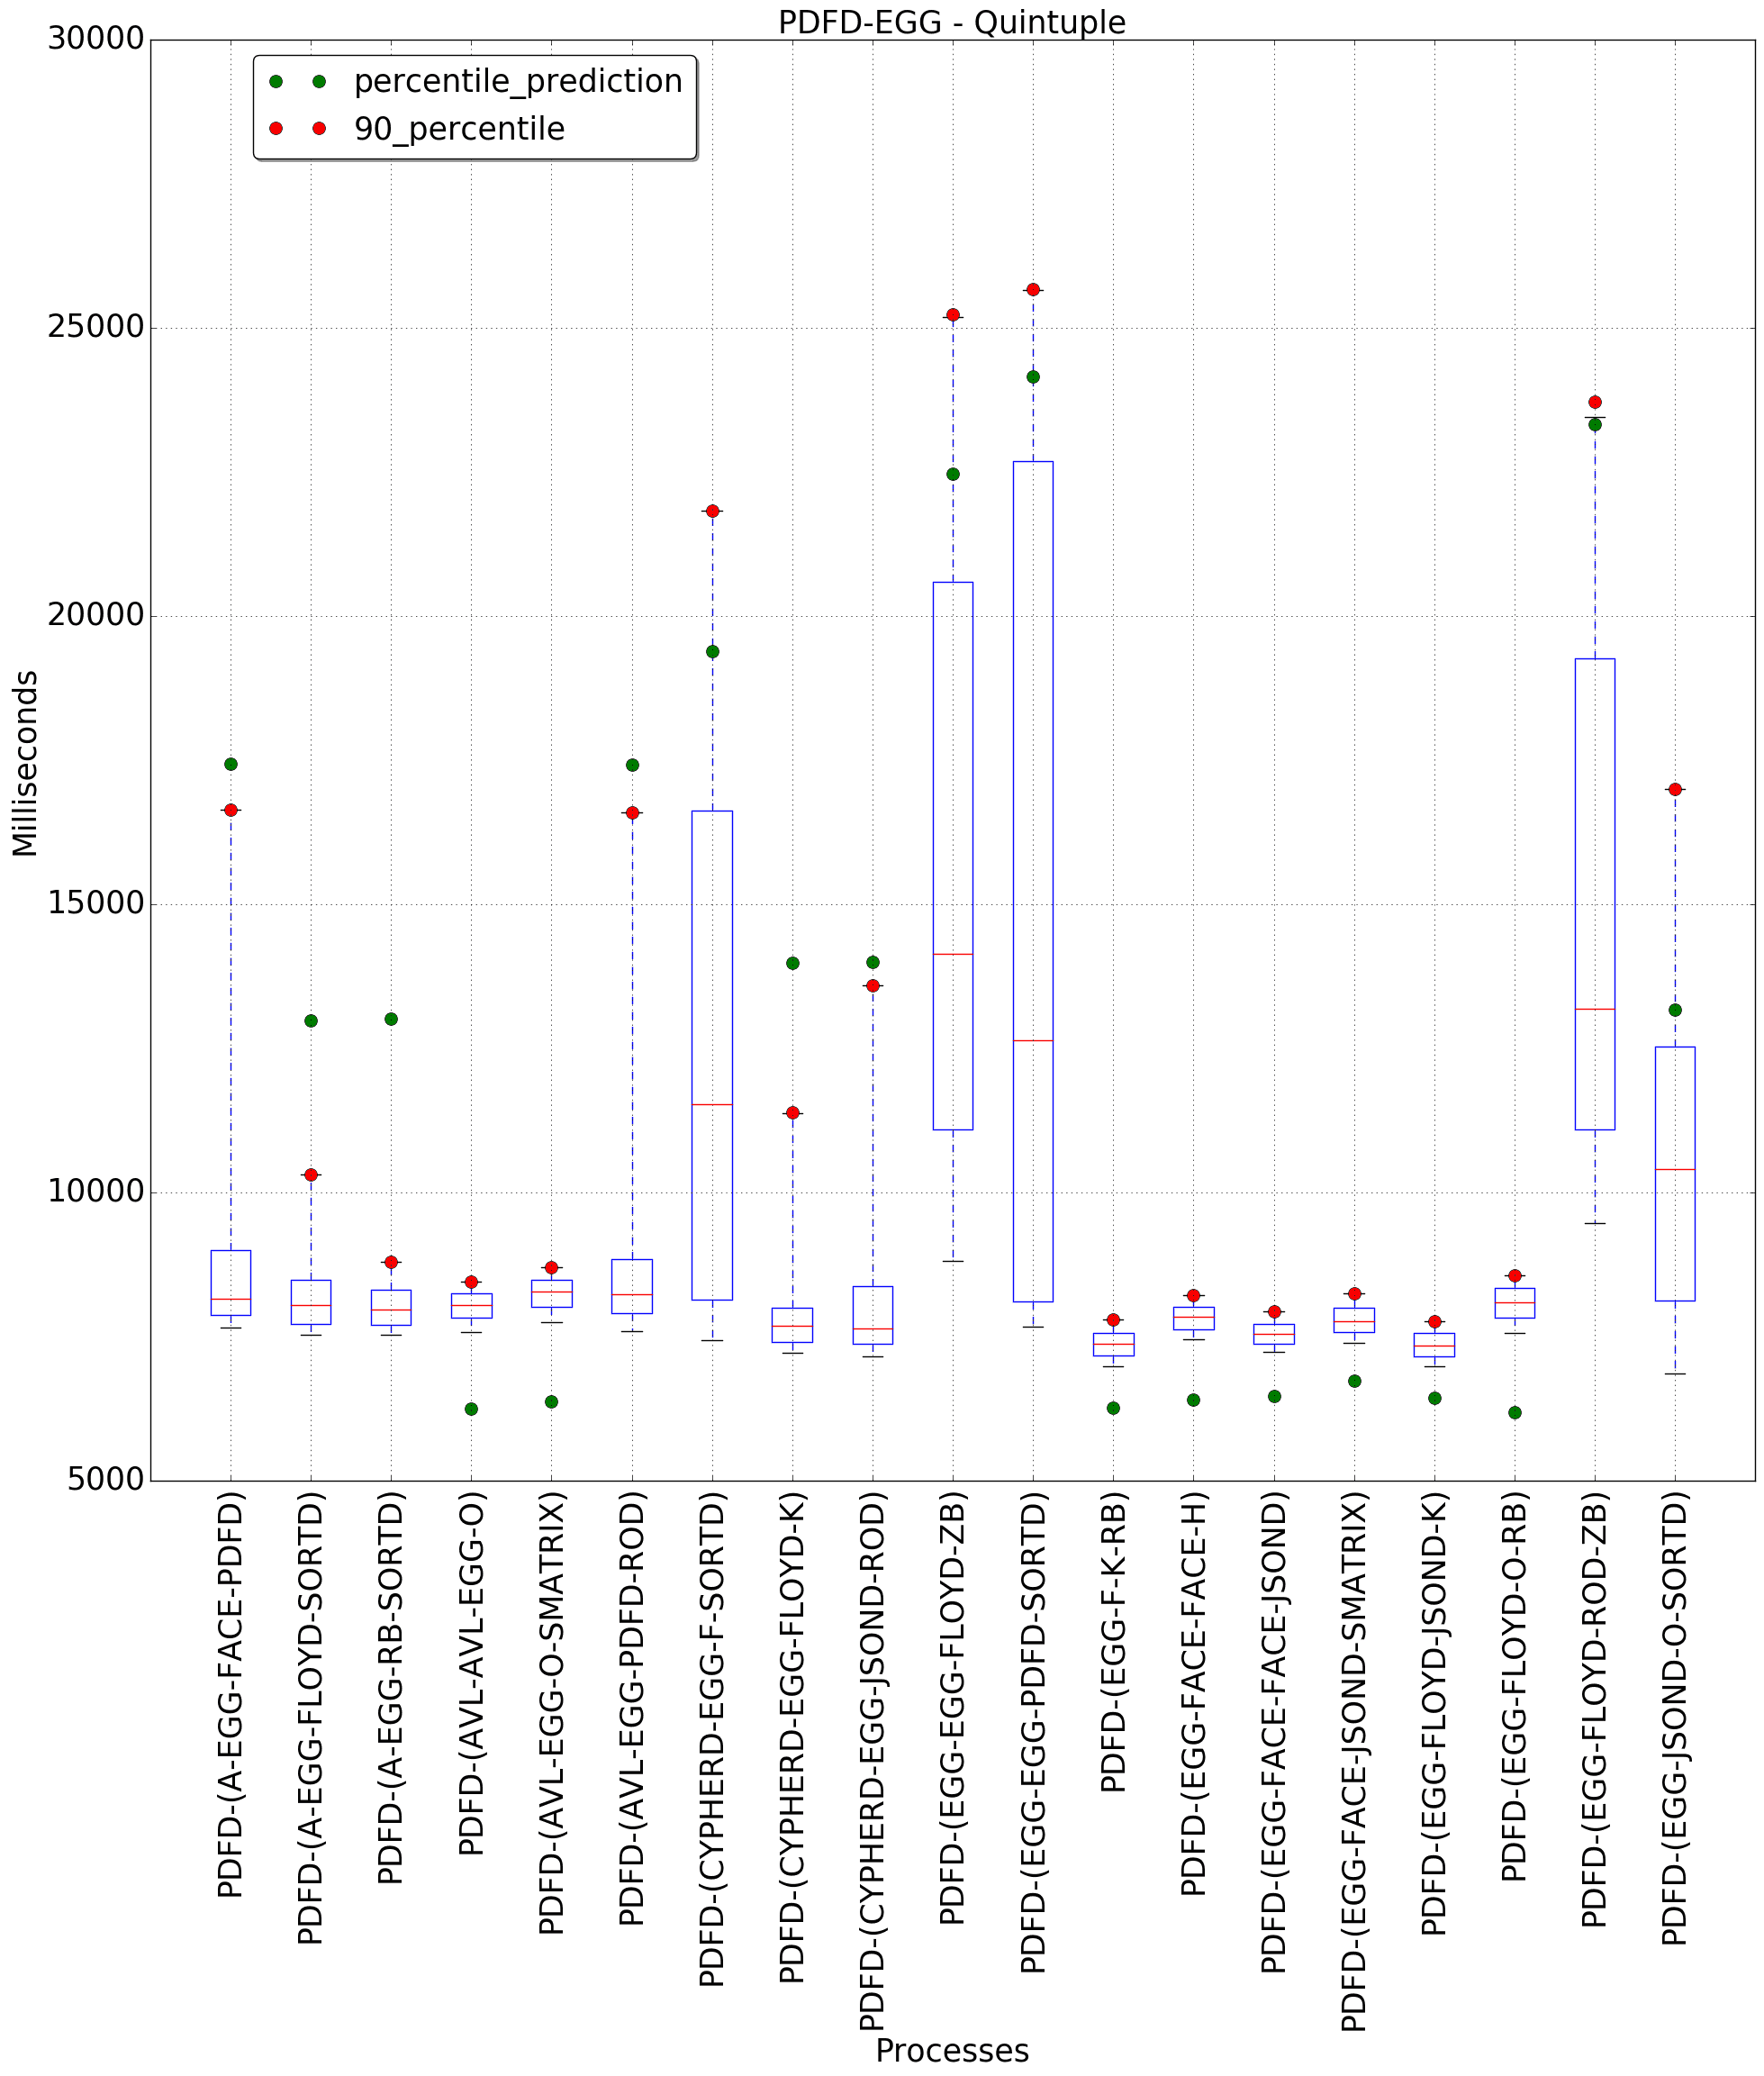 PDFD-EGG - Quintuple
percentile_prediction
90_percentile
30000
25000
20000
15000
10000
5000
Milliseconds
PDFD-(A-EGG-FACE-PDFD)
PDFD-(A-EGG-FLOYD-SORTD)
PDFD-(A-EGG-RB-SORTD)
PDFD-(AVL-AVL-EGG-O)
PDFD-(AVL-EGG-O-SMATRIX)
PDFD-(AVL-EGG-PDFD-ROD)
PDFD-(CYPHERD-EGG-F-SORTD)
PDFD-(CYPHERD-EGG-FLOYD-K)
PDFD-(CYPHERD-EGG-JSOND-ROD)
PDFD-(EGG-EGG-FLOYD-ZB)
PDFD-(EGG-EGG-PDFD-SORTD)
PDFD-(EGG-F-K-RB)
PDFD-(EGG-FACE-FACE-H)
PDFD-(EGG-FACE-FACE-JSOND)
PDFD-(EGG-FACE-JSOND-SMATRIX)
PDFD-(EGG-FLOYD-JSOND-K)
PDFD-(EGG-FLOYD-O-RB)
PDFD-(EGG-FLOYD-ROD-ZB)
PDFD-(EGG-JSOND-O-SORTD)
Processes